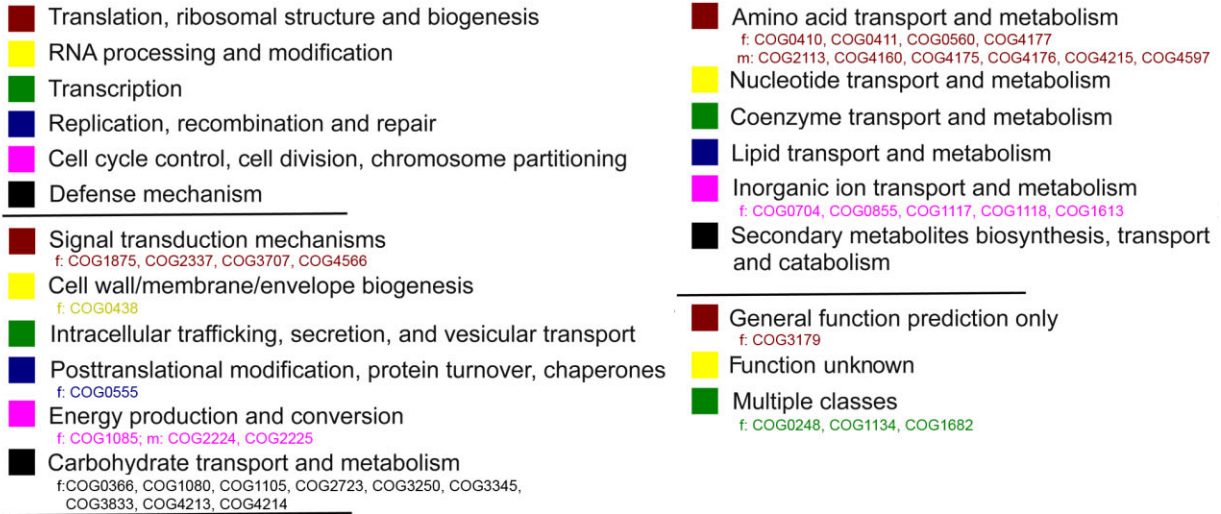 Translation, ribosomal structure and biogenesis
RNA processing and modification
Transcription
Replication, recombination and repair
Cell cycle control, cell division, chromosome partitioning
Defense mechanism
Signal transduction mechanisms
f: COG1875, COG2337, COG3707, COG4566
Cell wall/membrane/envelope biogenesis
f: COG0438
Intracellular trafficking, secretion, and vesicular transport
Posttranslational modification, protein turnover, chaperones
f: COG0555
Energy production and conversion
f: COG1085; m: COG2224, COG2225
Carbohydrate transport and metabolism
f:COG0366, COG1080, COG1105, COG2723, COG3250, COG3345,
COG3833, COG4213, COG4214
Amino acid transport and metabolism
f: COG0410, COG0411, COG0560, COG4177
m: COG2113, COG4160, COG4175, COG4176, COG4215, COG4597
Nucleotide transport and metabolism
Coenzyme transport and metabolism
Lipid transport and metabolism
Inorganic ion transport and metabolism
f: COG0704, COG0855, COG1117, COG1118, COG1613
Secondary metabolites biosynthesis, transport
and catabolism
General function prediction only
f: COG3179
Function unknown
Multiple classes
f: COG0248, COG1134, COG1682